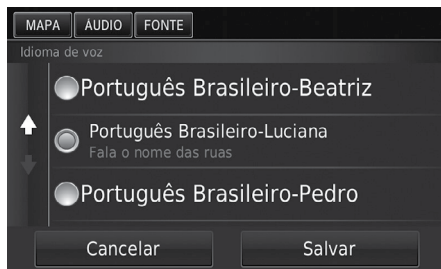 MAPA ÁUDIO FONTE
Idioma de voz
Português Brasileiro-Beatriz
Português Brasileiro-Luciana
Fala o nome das ruas
Português Brasileiro-Pedro
Cancelar Salvar